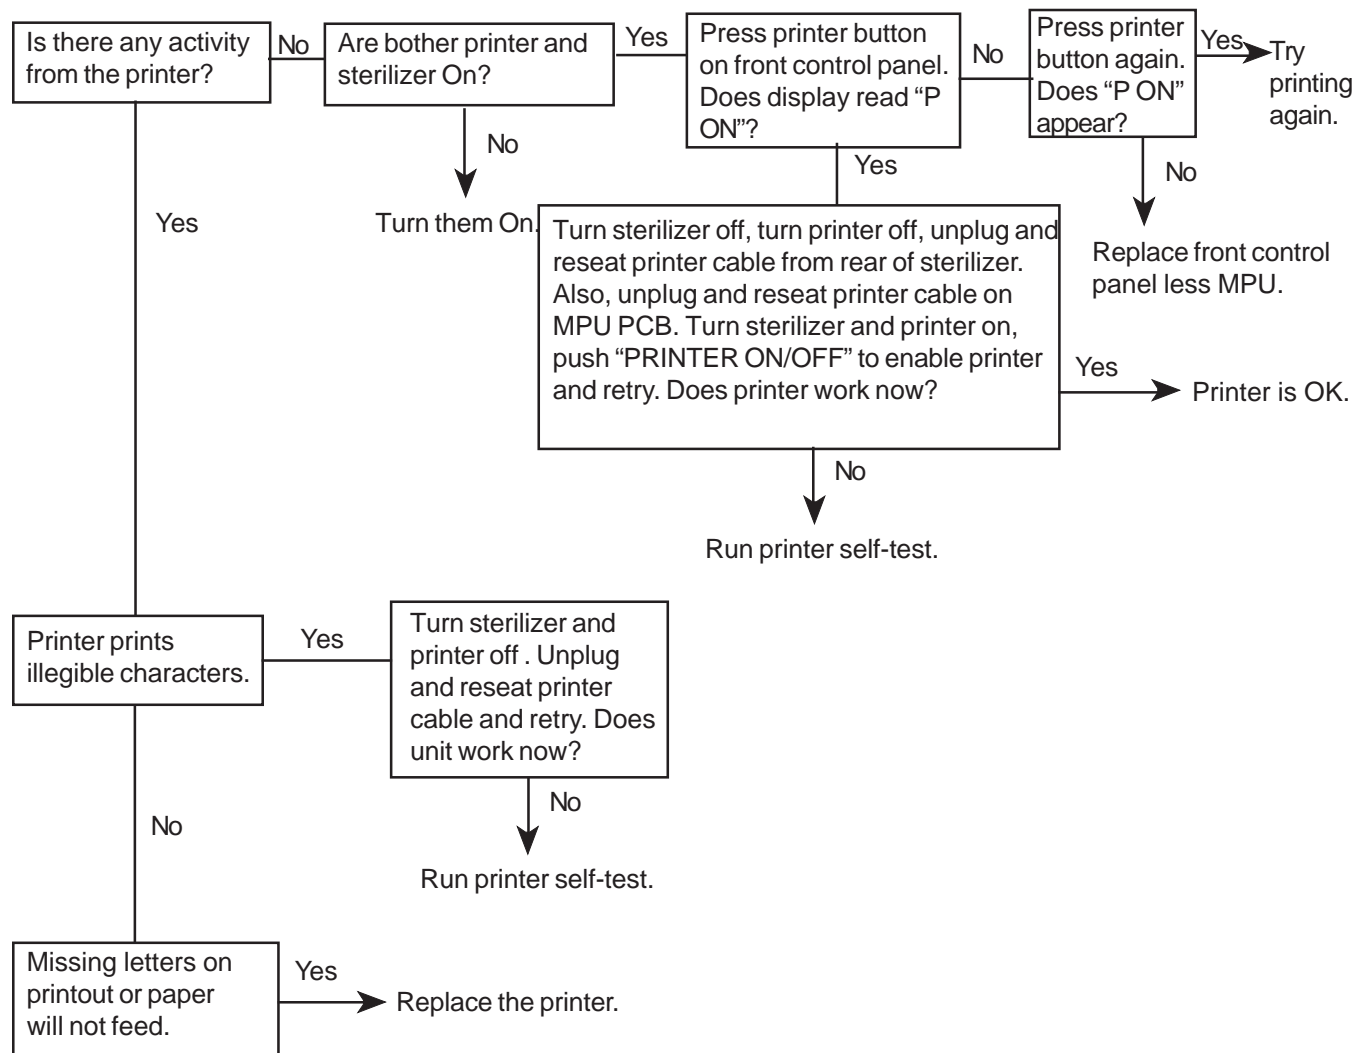 Is there any activity
from the printer?
No
Are bother printer and
sterilizer On?
Yes
Press printer button
on front control panel.
Does display read “P
ON”?
No
Press printer
button again.
Does “P ON”
appear?
Yes
Try
printing
again.
No
Turn them On.
Yes
No
Replace front control
panel less MPU.
Yes
Turn sterilizer off, turn printer off, unplug and
reseat printer cable from rear of sterilizer.
Also, unplug and reseat printer cable on
MPU PCB. Turn sterilizer and printer on,
push “PRINTER ON/OFF” to enable printer
and retry. Does printer work now?
Yes
Printer is OK.
No
Run printer self-test.
Printer prints
illegible characters.
Yes
Turn sterilizer and
printer off . Unplug
and reseat printer
cable and retry. Does
unit work now?
No
Run printer self-test.
No
Missing letters on
printout or paper
will not feed.
Yes
Replace the printer.